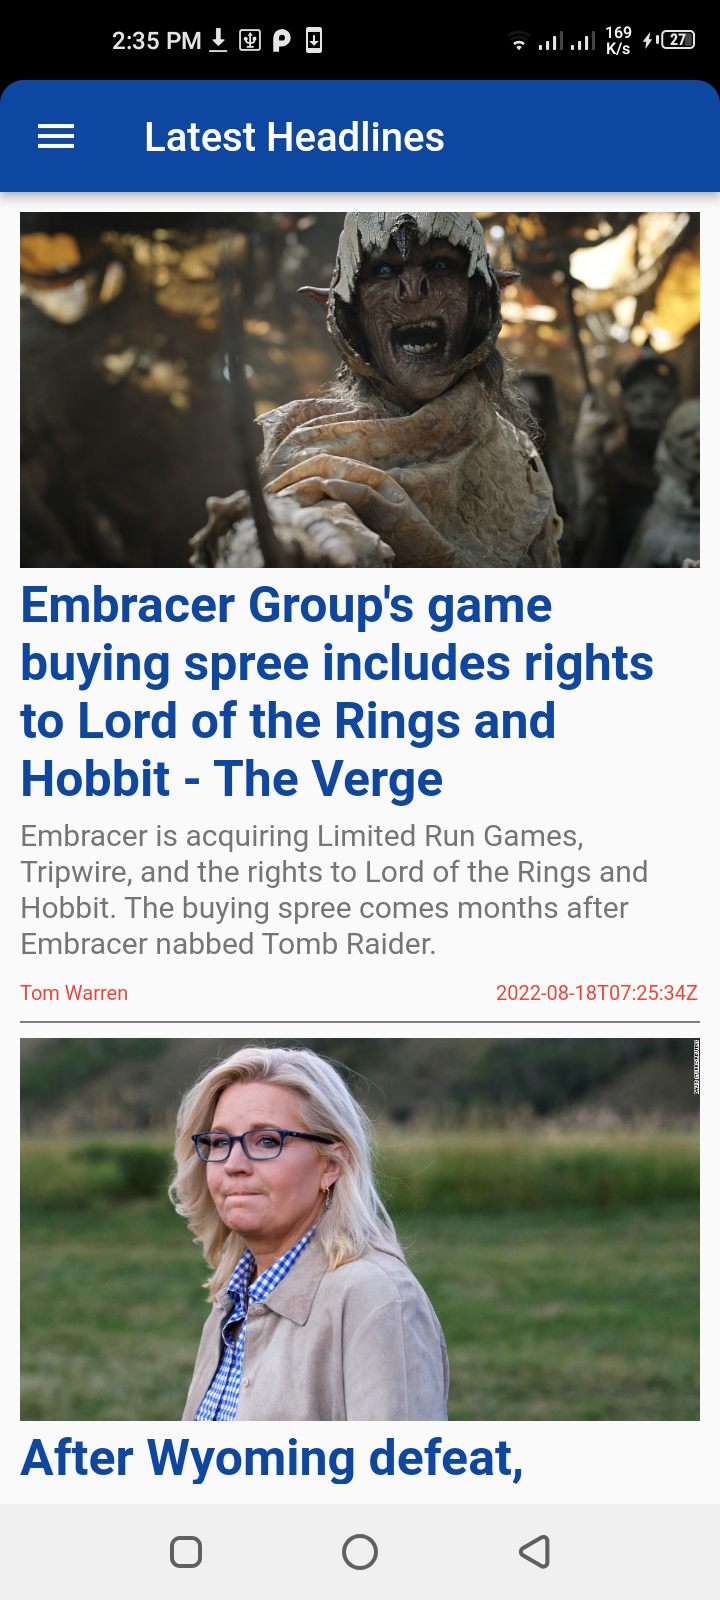 2:35 PM
169
K/s
27
Latest Headlines
Embracer Group's game
buying spree includes rights
to Lord of the Rings and
Hobbit - The Verge
Embracer is acquiring Limited Run Games,
Tripwire, and the rights to Lord of the Rings and
Hobbit. The buying spree comes months after
Embracer nabbed Tomb Raider.
Tom Warren
2022-08-18T07:25:34Z
After Wyoming defeat,